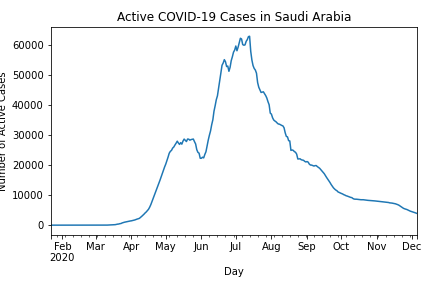 Active COVID-19 Cases in Saudi Arabia
60000
50000
40000
30000
20000
10000
0
Number of Active Cases
Feb Mar Apr May Jun Jul Aug Sep Oct Nov Dec
2020
Day